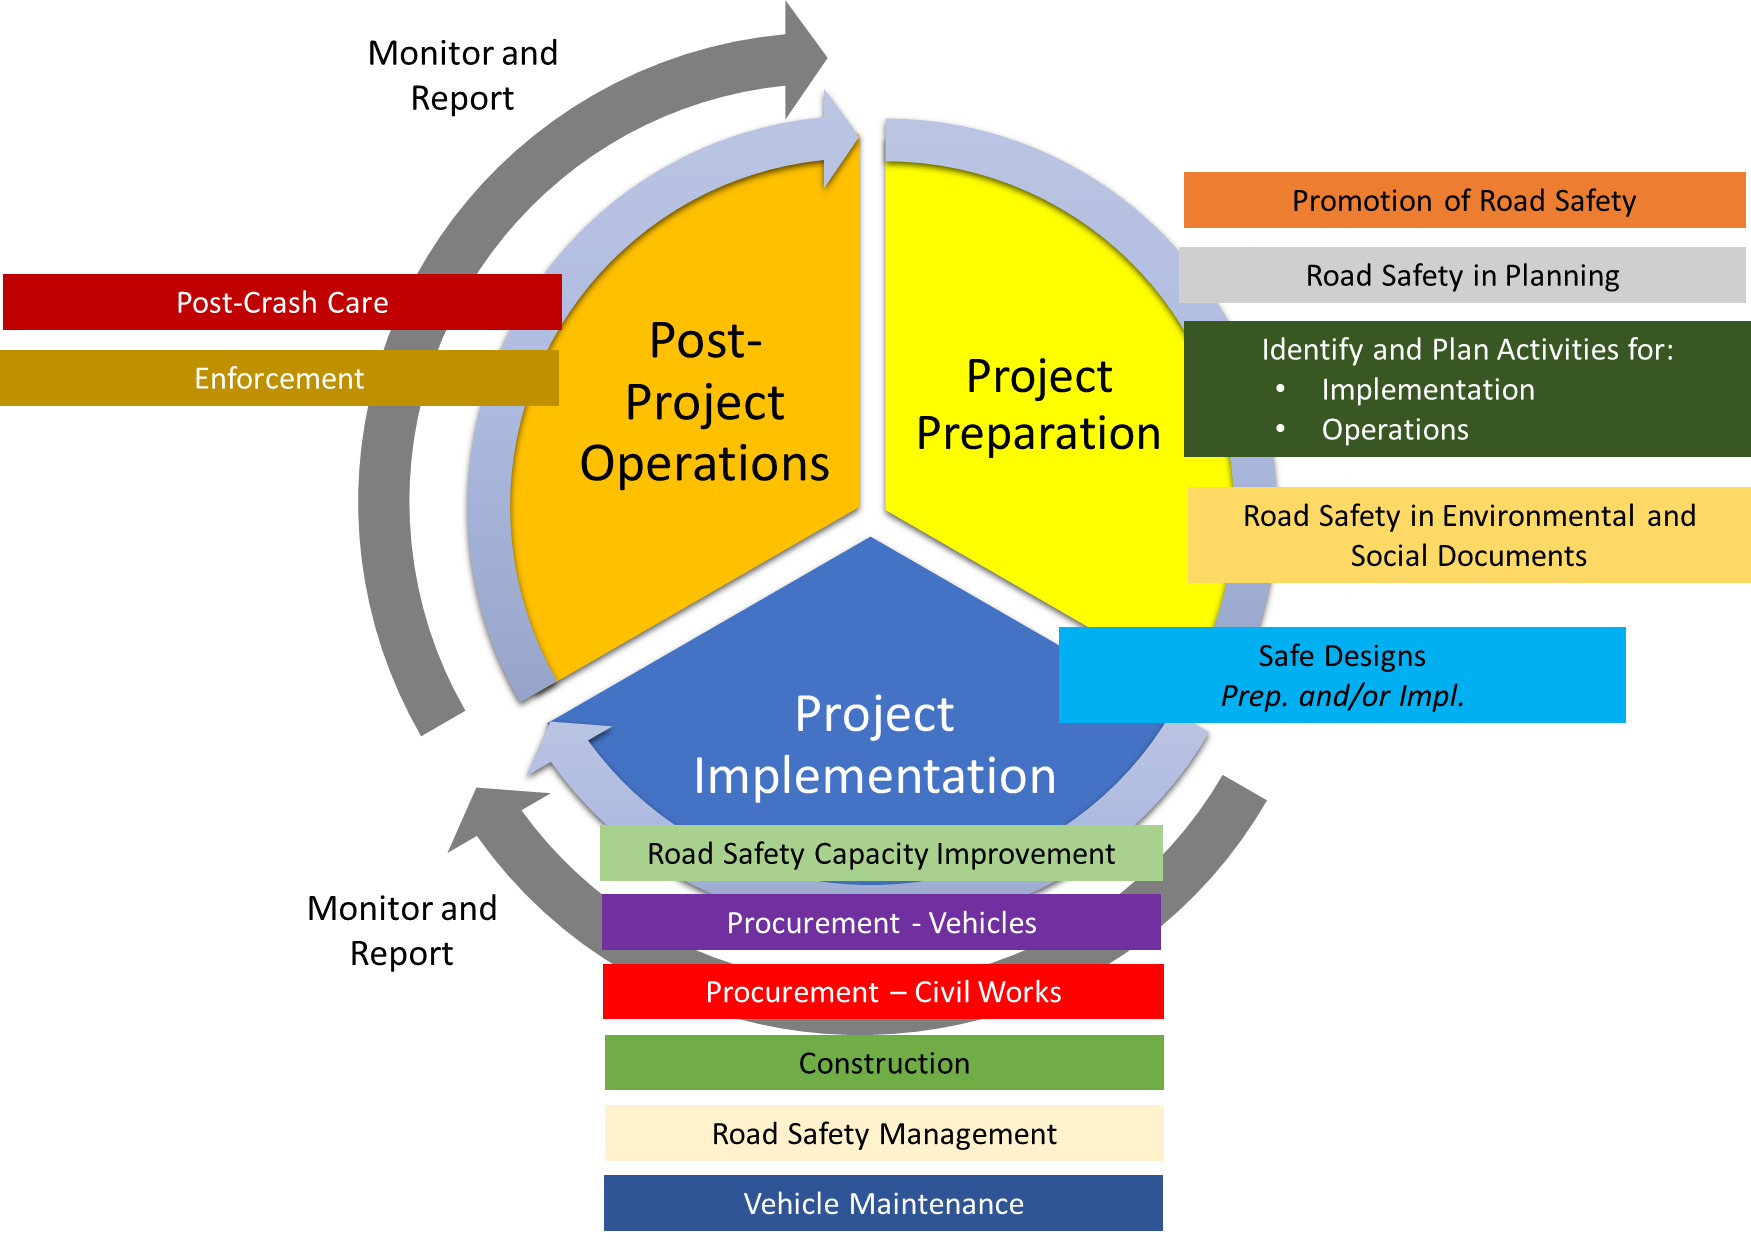 Monitor and
Report
Post-Crash Care
Enforcement
Post-
Project
Operations
Project
Preparation
Promotion of Road Safety
Road Safety in Planning
Identify and Plan Activities for:
• Implementation
• Operations
Road Safety in Environmental and
Social Documents
Safe Designs
Prep. and/or Impl.
Project
Implementation
Monitor and
Report
Road Safety Capacity Improvement
Procurement - Vehicles
Procurement – Civil Works
Construction
Road Safety Management
Vehicle Maintenance